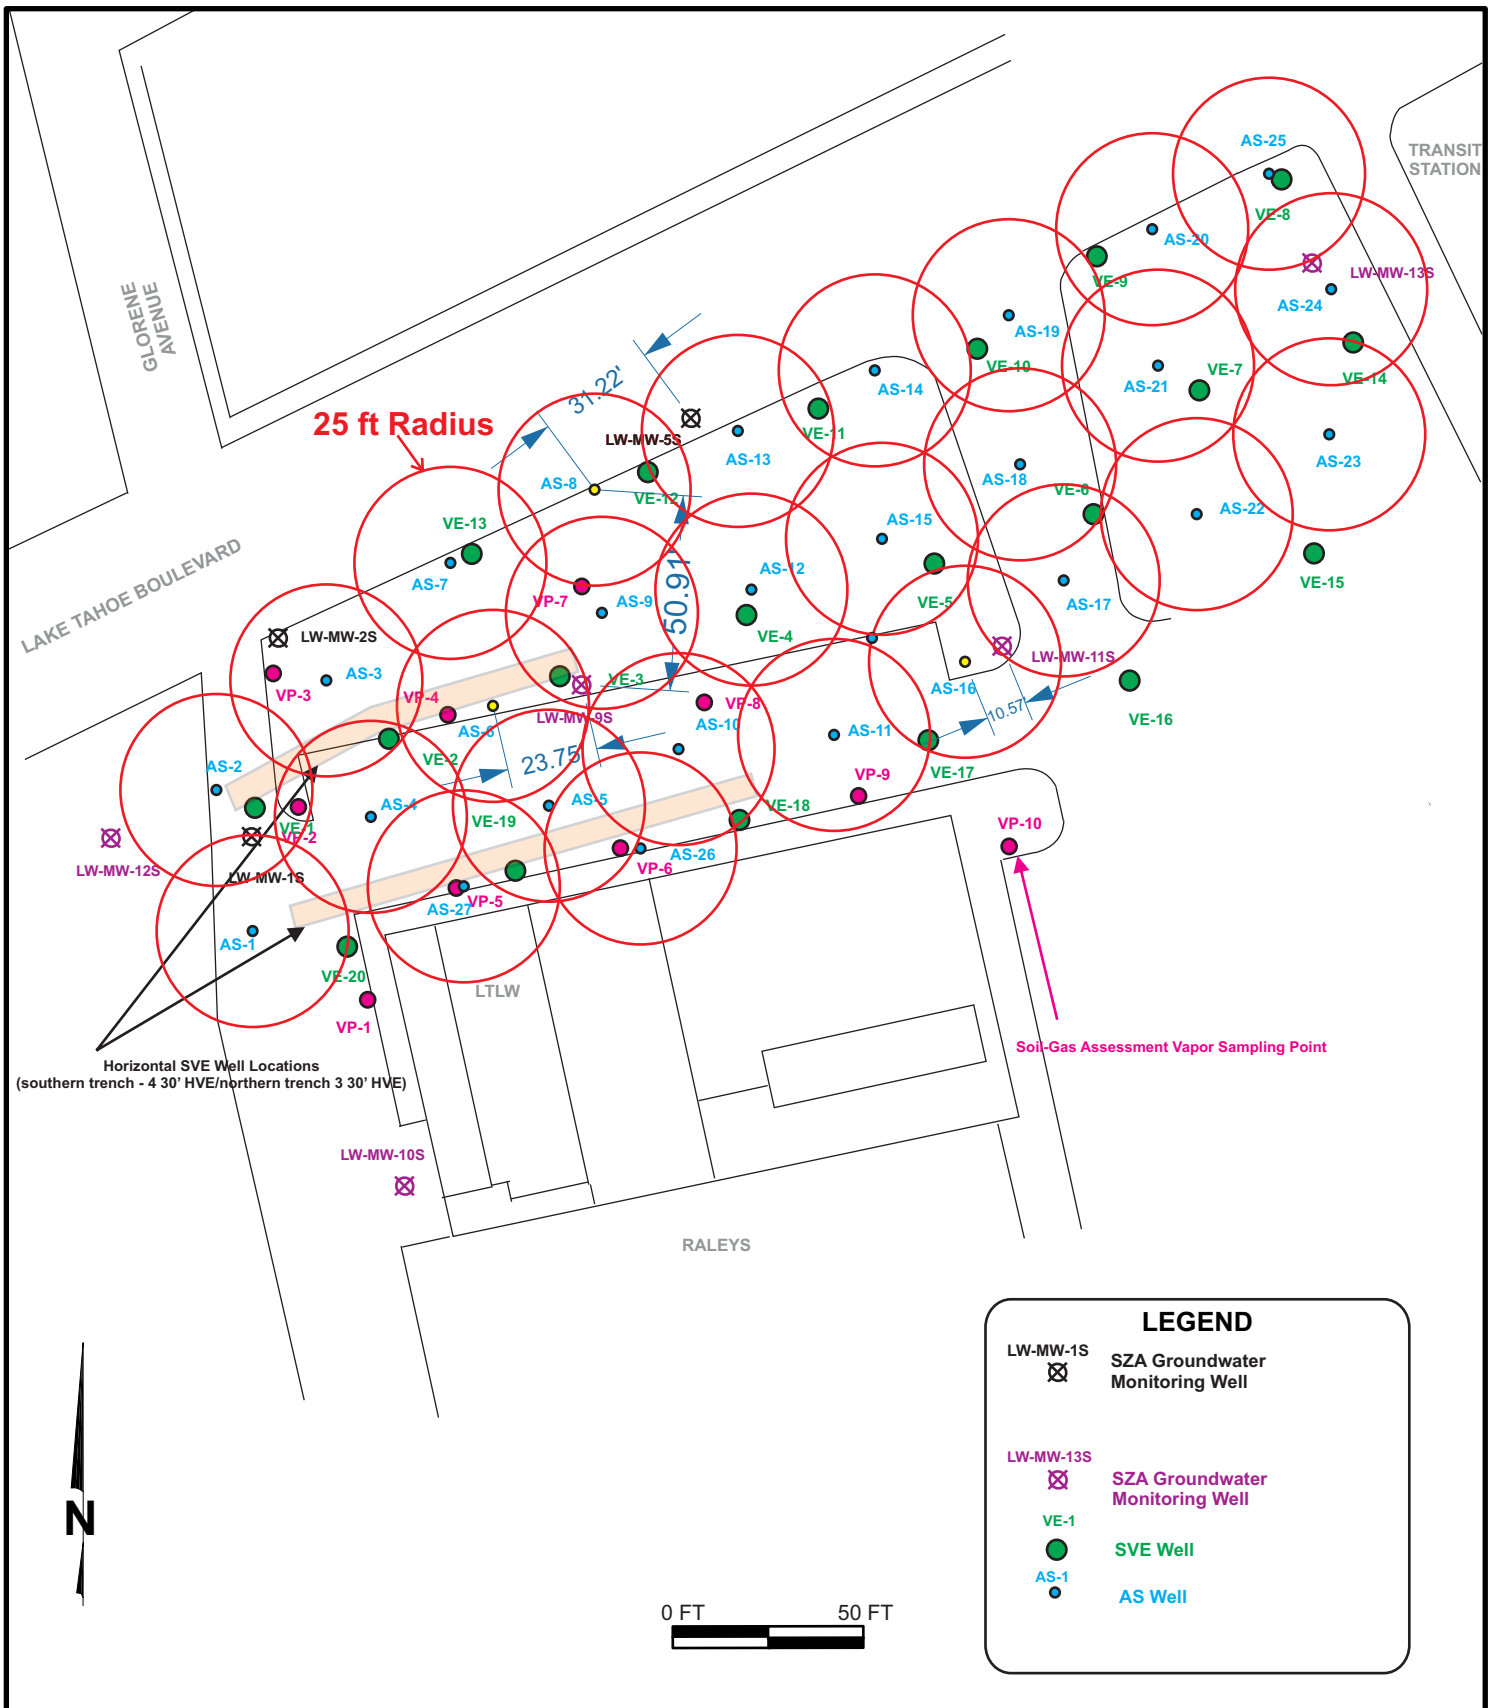 AS-25
TRANSIT
STATION
VE-8
AS-20
LW-MW-13S
VE-9
AS-24
GLORENE
AVENUE
AS-19
VE-10
VE-14
VE-7
AS-21
31.22'
AS-14
25 ft Radius
LW-MW-5S
VE-11
AS-13
AS-23
AS-8
AS-18
VE-12
VE-6
VE-13
AS-15
AS-22
LAKE TAHOE BOULEVARD
AS-7
AS-12
VE-15
VP-7
AS-9
50.91'
VE-5
AS-17
LW-MW-2S
VE-4
LW-MW-11S
AS-3
VE-3
AS-16
VP-3
VP-4
VP-8
LW-MW-9S
AS-6
10.57
VE-16
AS-10
AS-11
VE-2
23.75
VE-17
AS-2
VP-9
AS-4
AS-5
VE-18
VE-19
VE-1
VP-2
VP-10
LW-MW-12S
LW-MW-1S
AS-26
VP-6
VP-5
AS-27
AS-1
VE-20
LTLW
VP-1
Soil-Gas Assessment Vapor Sampling Point
Horizontal SVE Well Locations
(southern trench - 4 30’ HVE/northern trench 3 30’ HVE)
LW-MW-10S
RALEYS
N
0 FT
50 FT
LEGEND
LW-MW-1S
SZA Groundwater
Monitoring Well
LW-MW-13S
SZA Groundwater
Monitoring Well
VE-1
SVE Well
AS-1
AS Well